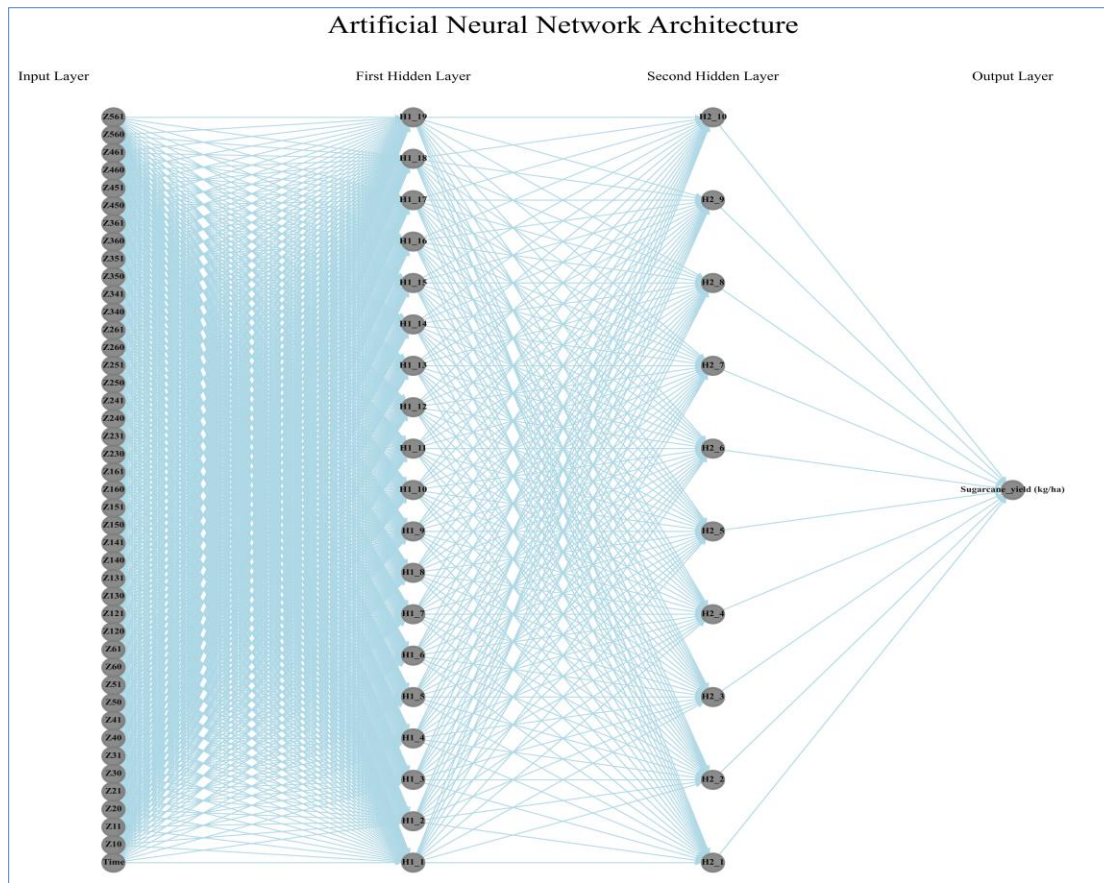 Artificial Neural Network Architecture
Input Layer
First Hidden Layer
Second Hidden Layer
Output Layer
Z561
Z560
Z461
Z460
Z451
Z450
Z361
Z360
Z351
Z350
Z341
Z340
Z261
Z260
Z251
Z250
Z241
Z240
Z231
Z230
Z161
Z160
Z151
Z150
Z141
Z140
Z131
Z130
Z121
Z120
Z61
Z60
Z51
Z50
Z41
Z40
Z31
Z30
Z21
Z20
Z11
Z10
Time
H1_19
H1_18
H1_17
H1_16
H1_15
H1_14
H1_13
H1_12
H1_11
H1_10
H1_9
H1_8
H1_7
H1_6
H1_5
H1_4
H1_3
H1_2
H1_1
H2_10
H2_9
H2_8
H2_7
H2_6
H2_5
H2_4
H2_3
H2_2
H2_1
Sugarcane_yield (kg/ha)